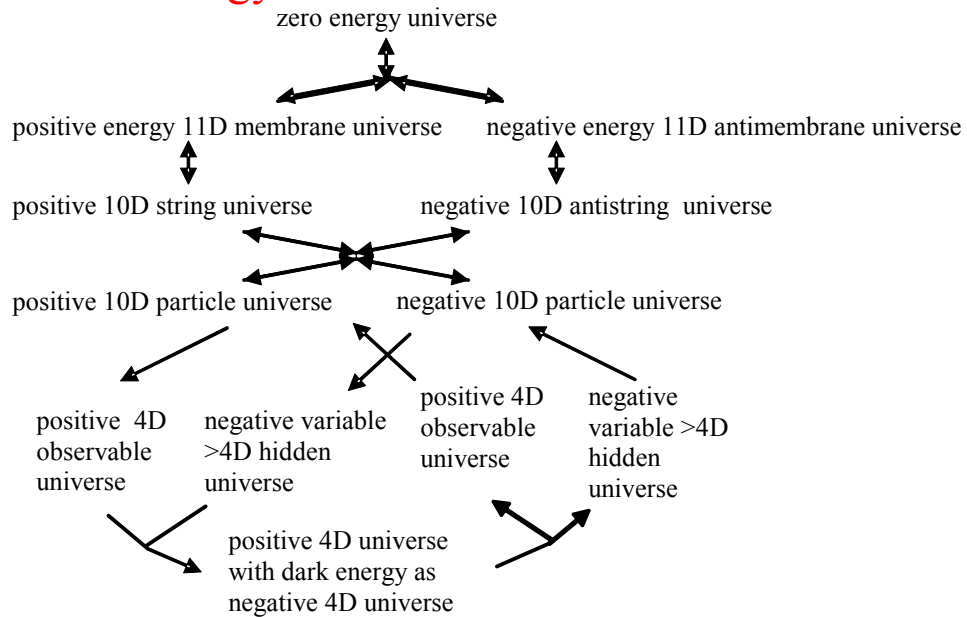 gy
zero energy universe
positive energy 11D membrane universe negative energy 11D antimembrane universe
positive 10D string universe negative 10D antistring universe
positive 10D particle universe negative 10D particle universe
positive 4D
observable
universe
negative variable
>4D hidden
universe
positive 4D
observable
universe
negative
variable >4D
hidden
universe
positive 4D universe
with dark energy as
negative 4D universe